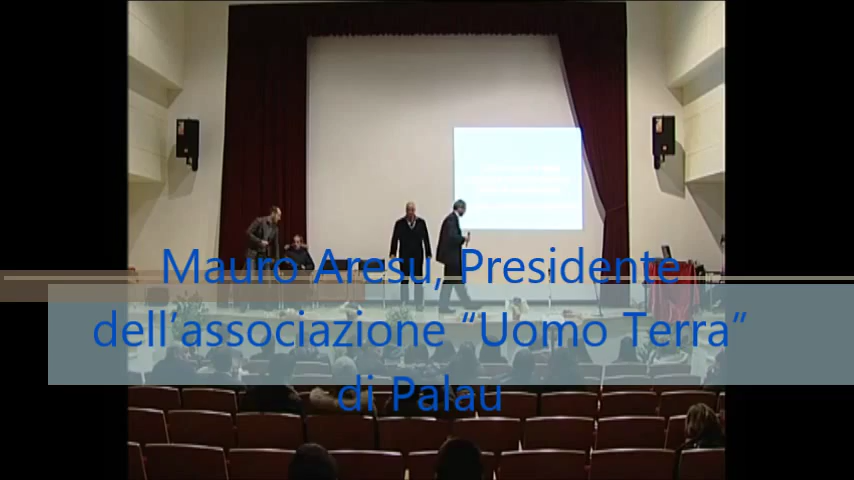 Mauro Aresu, Presidente
dell’associazione “Uomo Terra”
di Palau